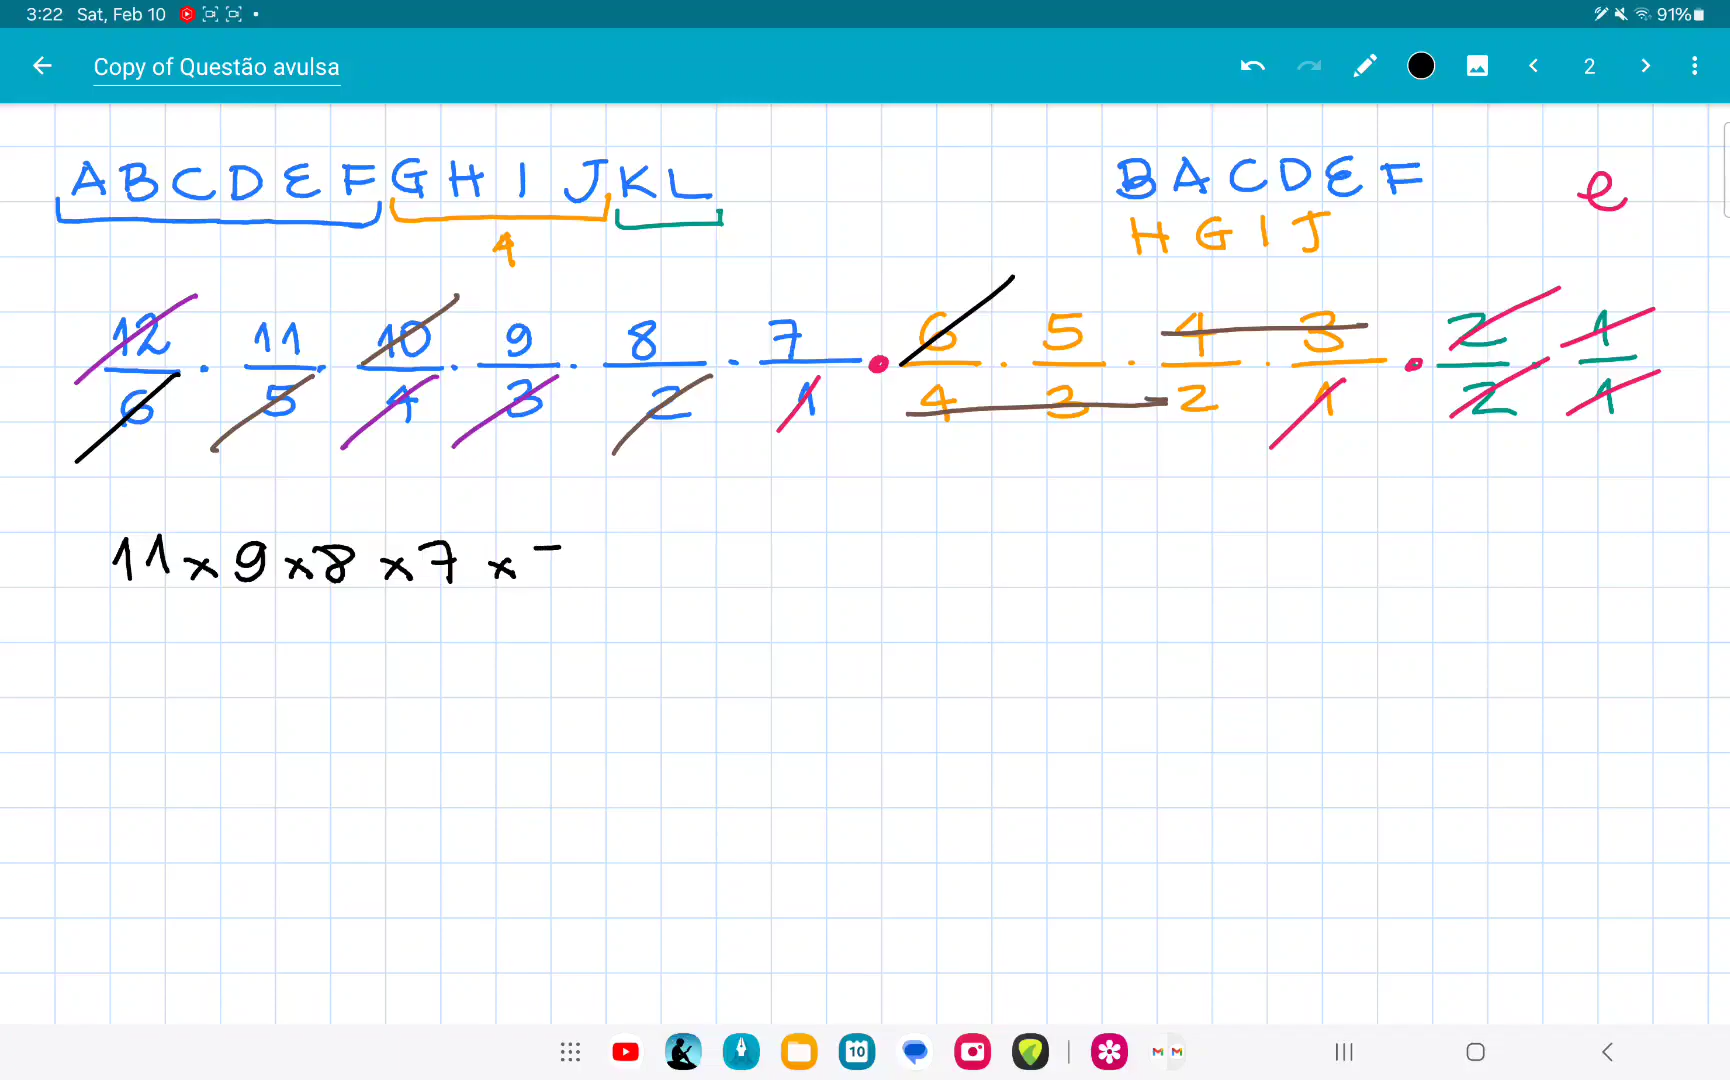 3:22 Sat, Feb 10 91%
Copy of Questão avulsa 2
A B C D E F G H I J K L B A C D E F e
4 H G I J
12/6 · 11/5 · 10/4 · 9/3 · 8/2 · 7/1 • 6/4 · 5/3 · 4/2 · 3/1 • 2/2 · 1/1
11 × 9 × 8 × 7 ×
10